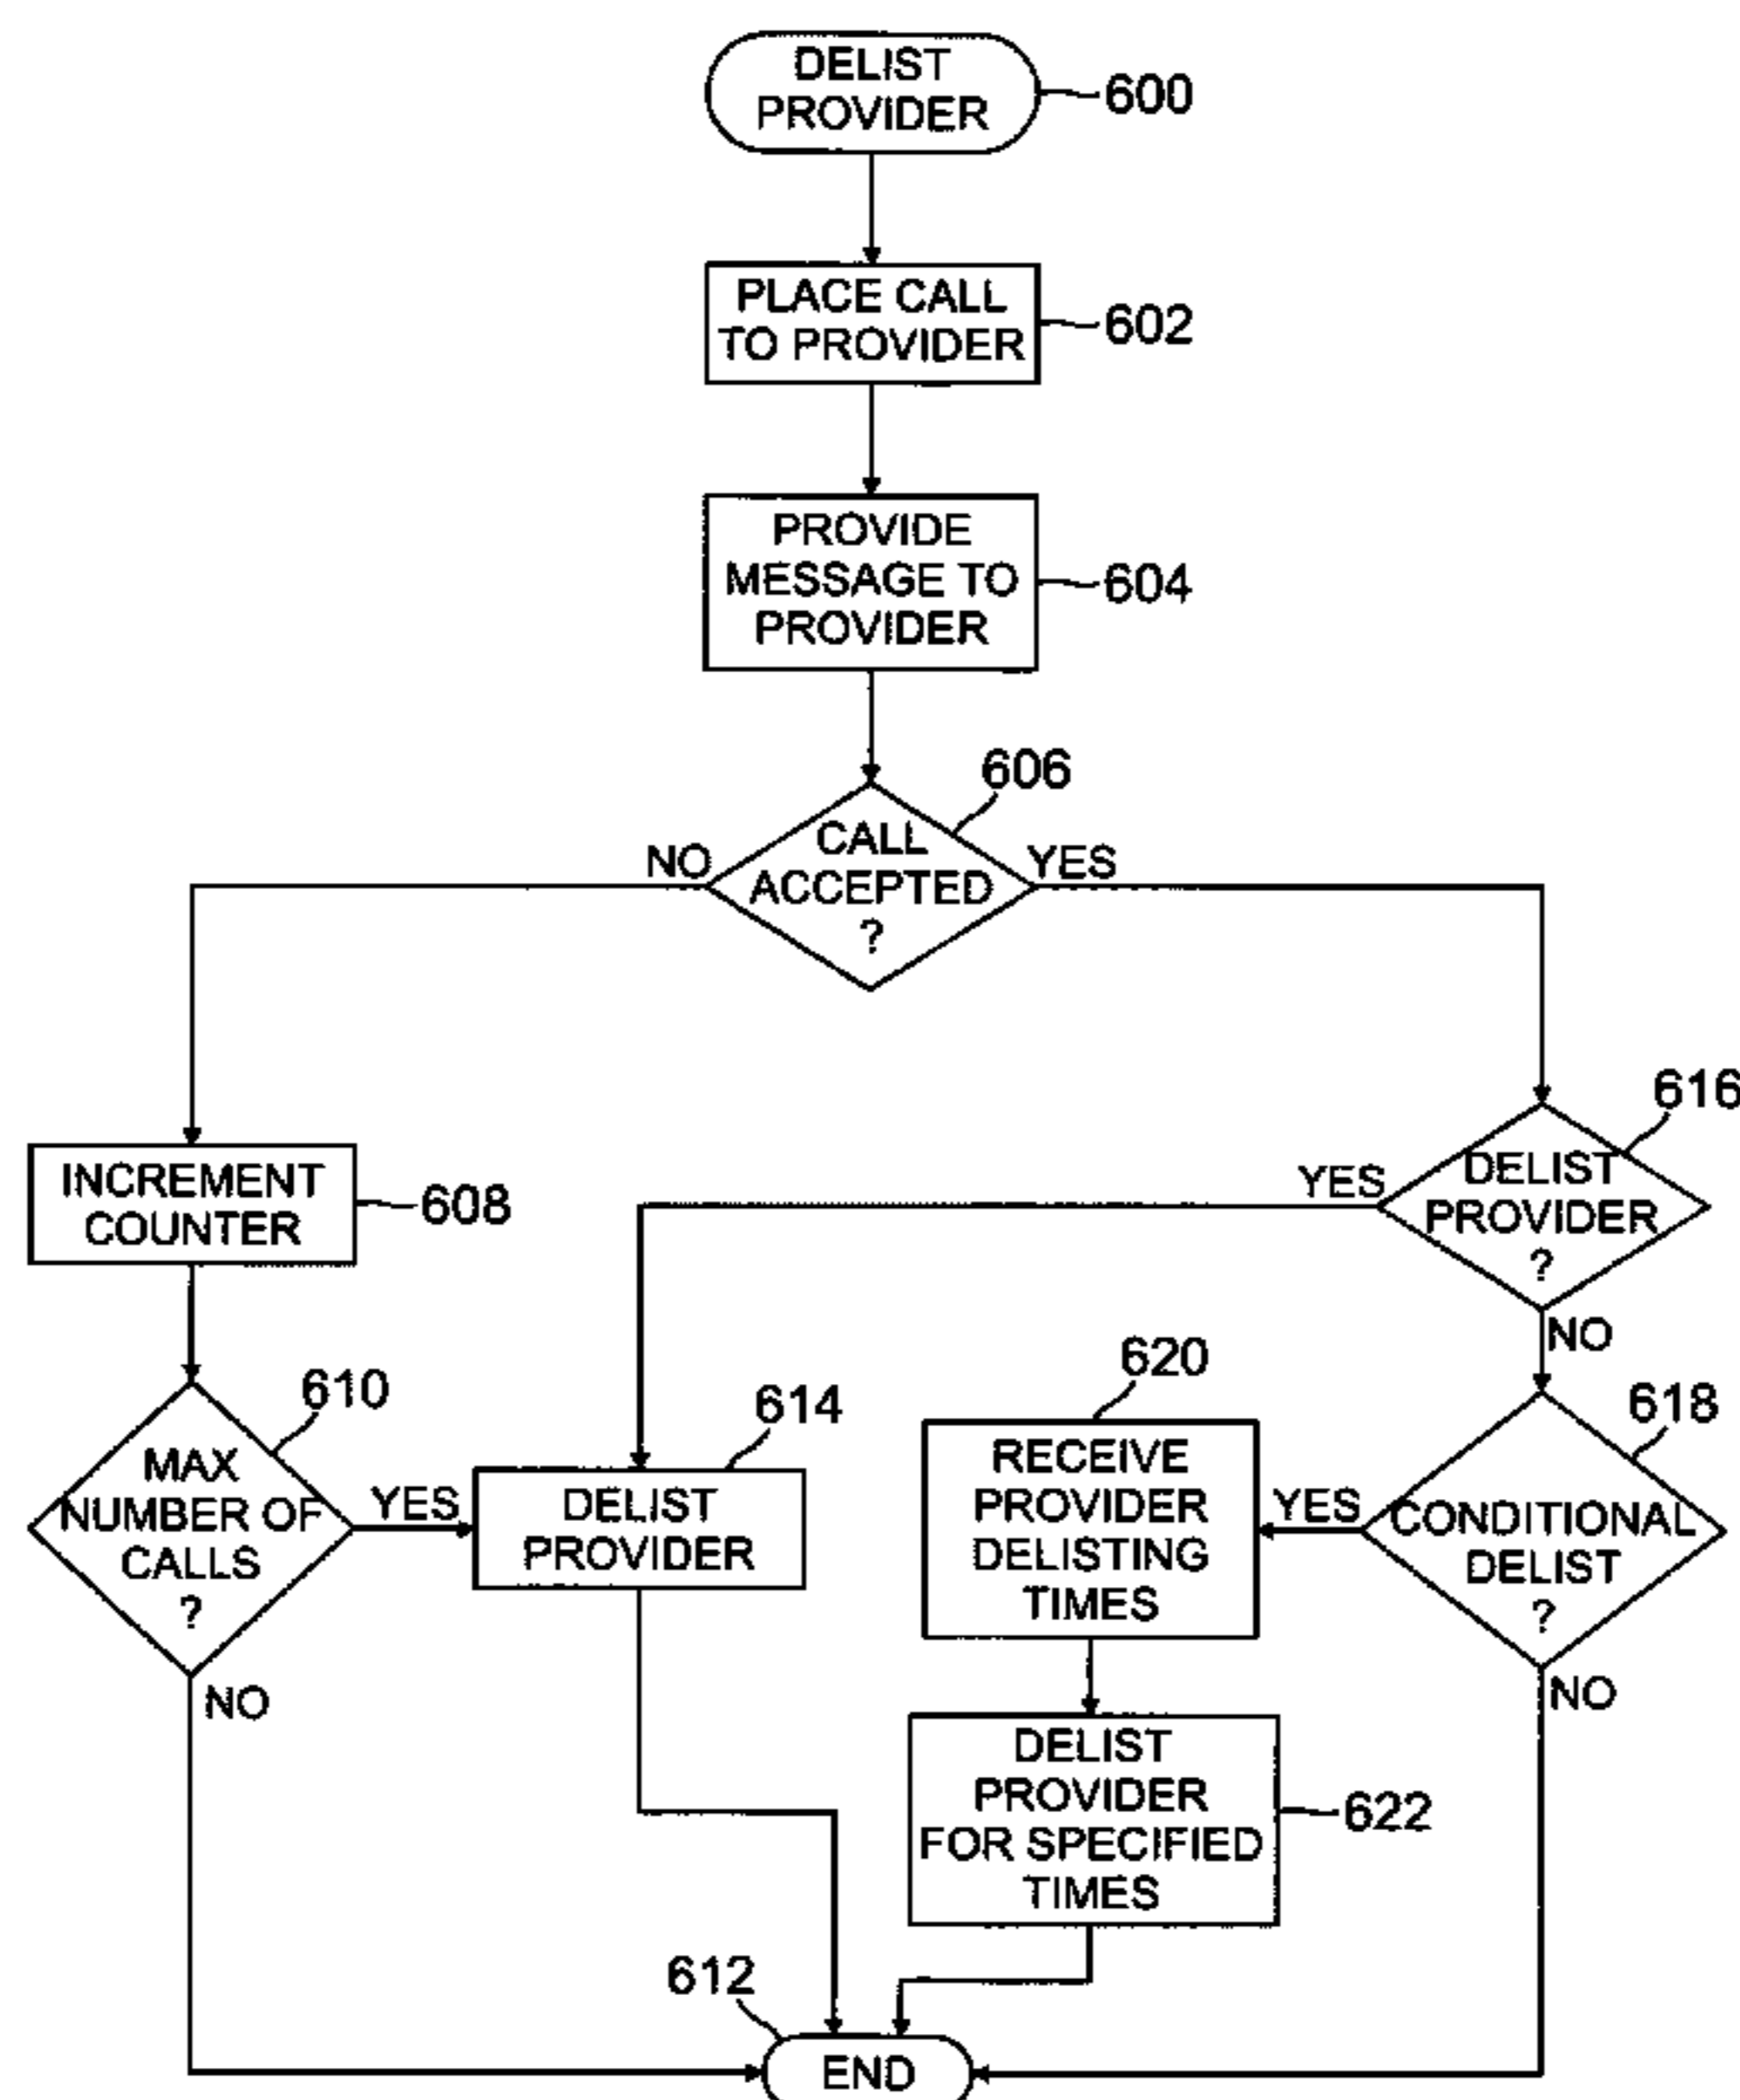 DELIST
PROVIDER
600
PLACE CALL
TO PROVIDER
602
PROVIDE
MESSAGE TO
PROVIDER
604
606
CALL
ACCEPTED
?
NO
YES
616
DELIST
PROVIDER
?
YES
NO
INCREMENT
COUNTER
608
610
MAX
NUMBER OF
CALLS
?
YES
NO
614
DELIST
PROVIDER
620
RECEIVE
PROVIDER
DELISTING
TIMES
618
CONDITIONAL
DELIST
?
YES
NO
DELIST
PROVIDER
FOR SPECIFIED
TIMES
622
612
END